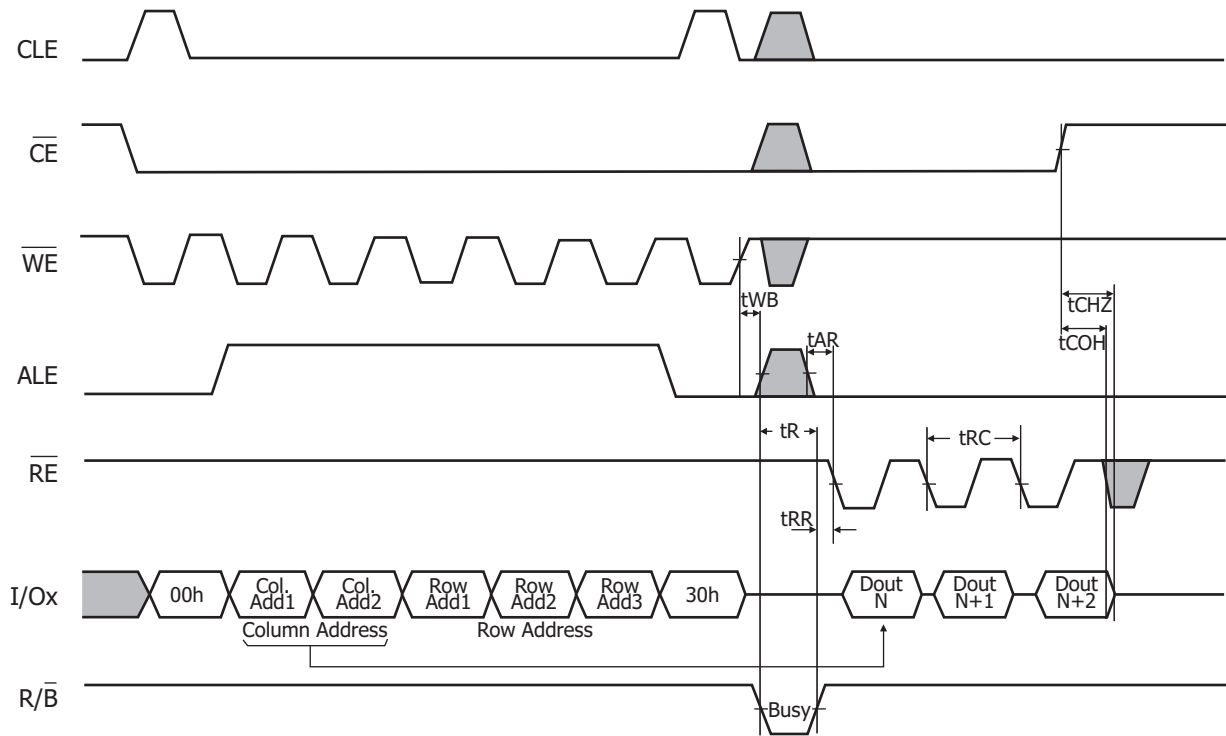 CLE
CE
WE
tWB
tCHZ
tCOH
tAR
ALE
tR
tRC
RE
tRR
I/Ox
00h
Col.
Add1
Col.
Add2
Row
Add1
Row
Add2
Row
Add3
30h
Dout
N
Dout
N+1
Dout
N+2
Column Address
Row Address
R/B
Busy